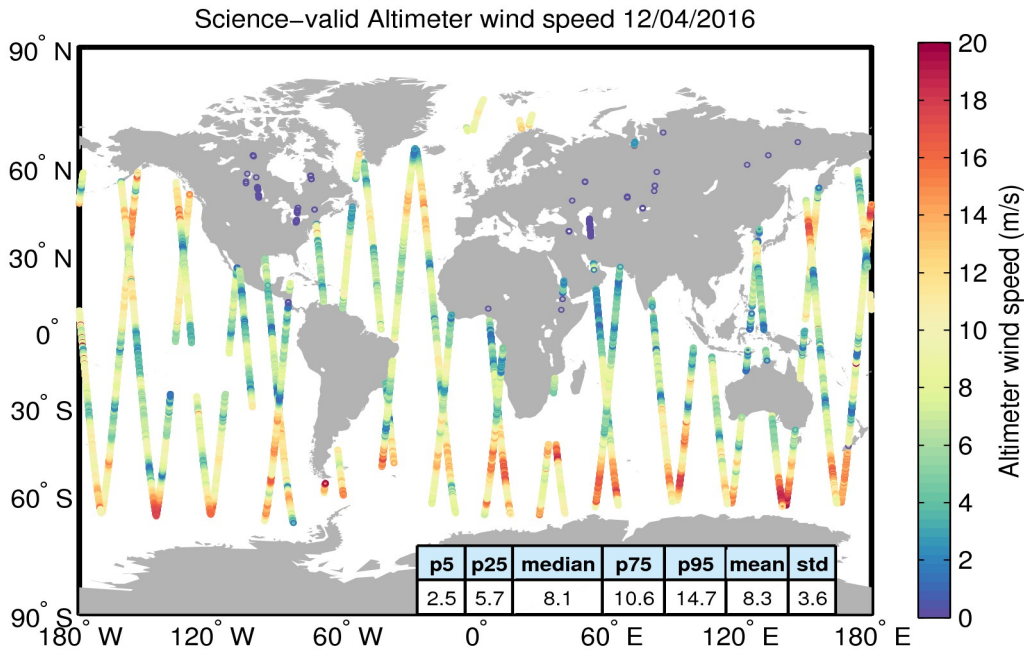 Science−valid Altimeter wind speed 12/04/2016
90° N
60° N
30° N
0°
30° S
60° S
90° S
180° W
120° W
60° W
0°
60° E
120° E
180° E
p5 p25 median p75 p95 mean std
2.5 5.7 8.1 10.6 14.7 8.3 3.6
20
18
16
14
12
10
8
6
4
2
0
Altimeter wind speed (m/s)